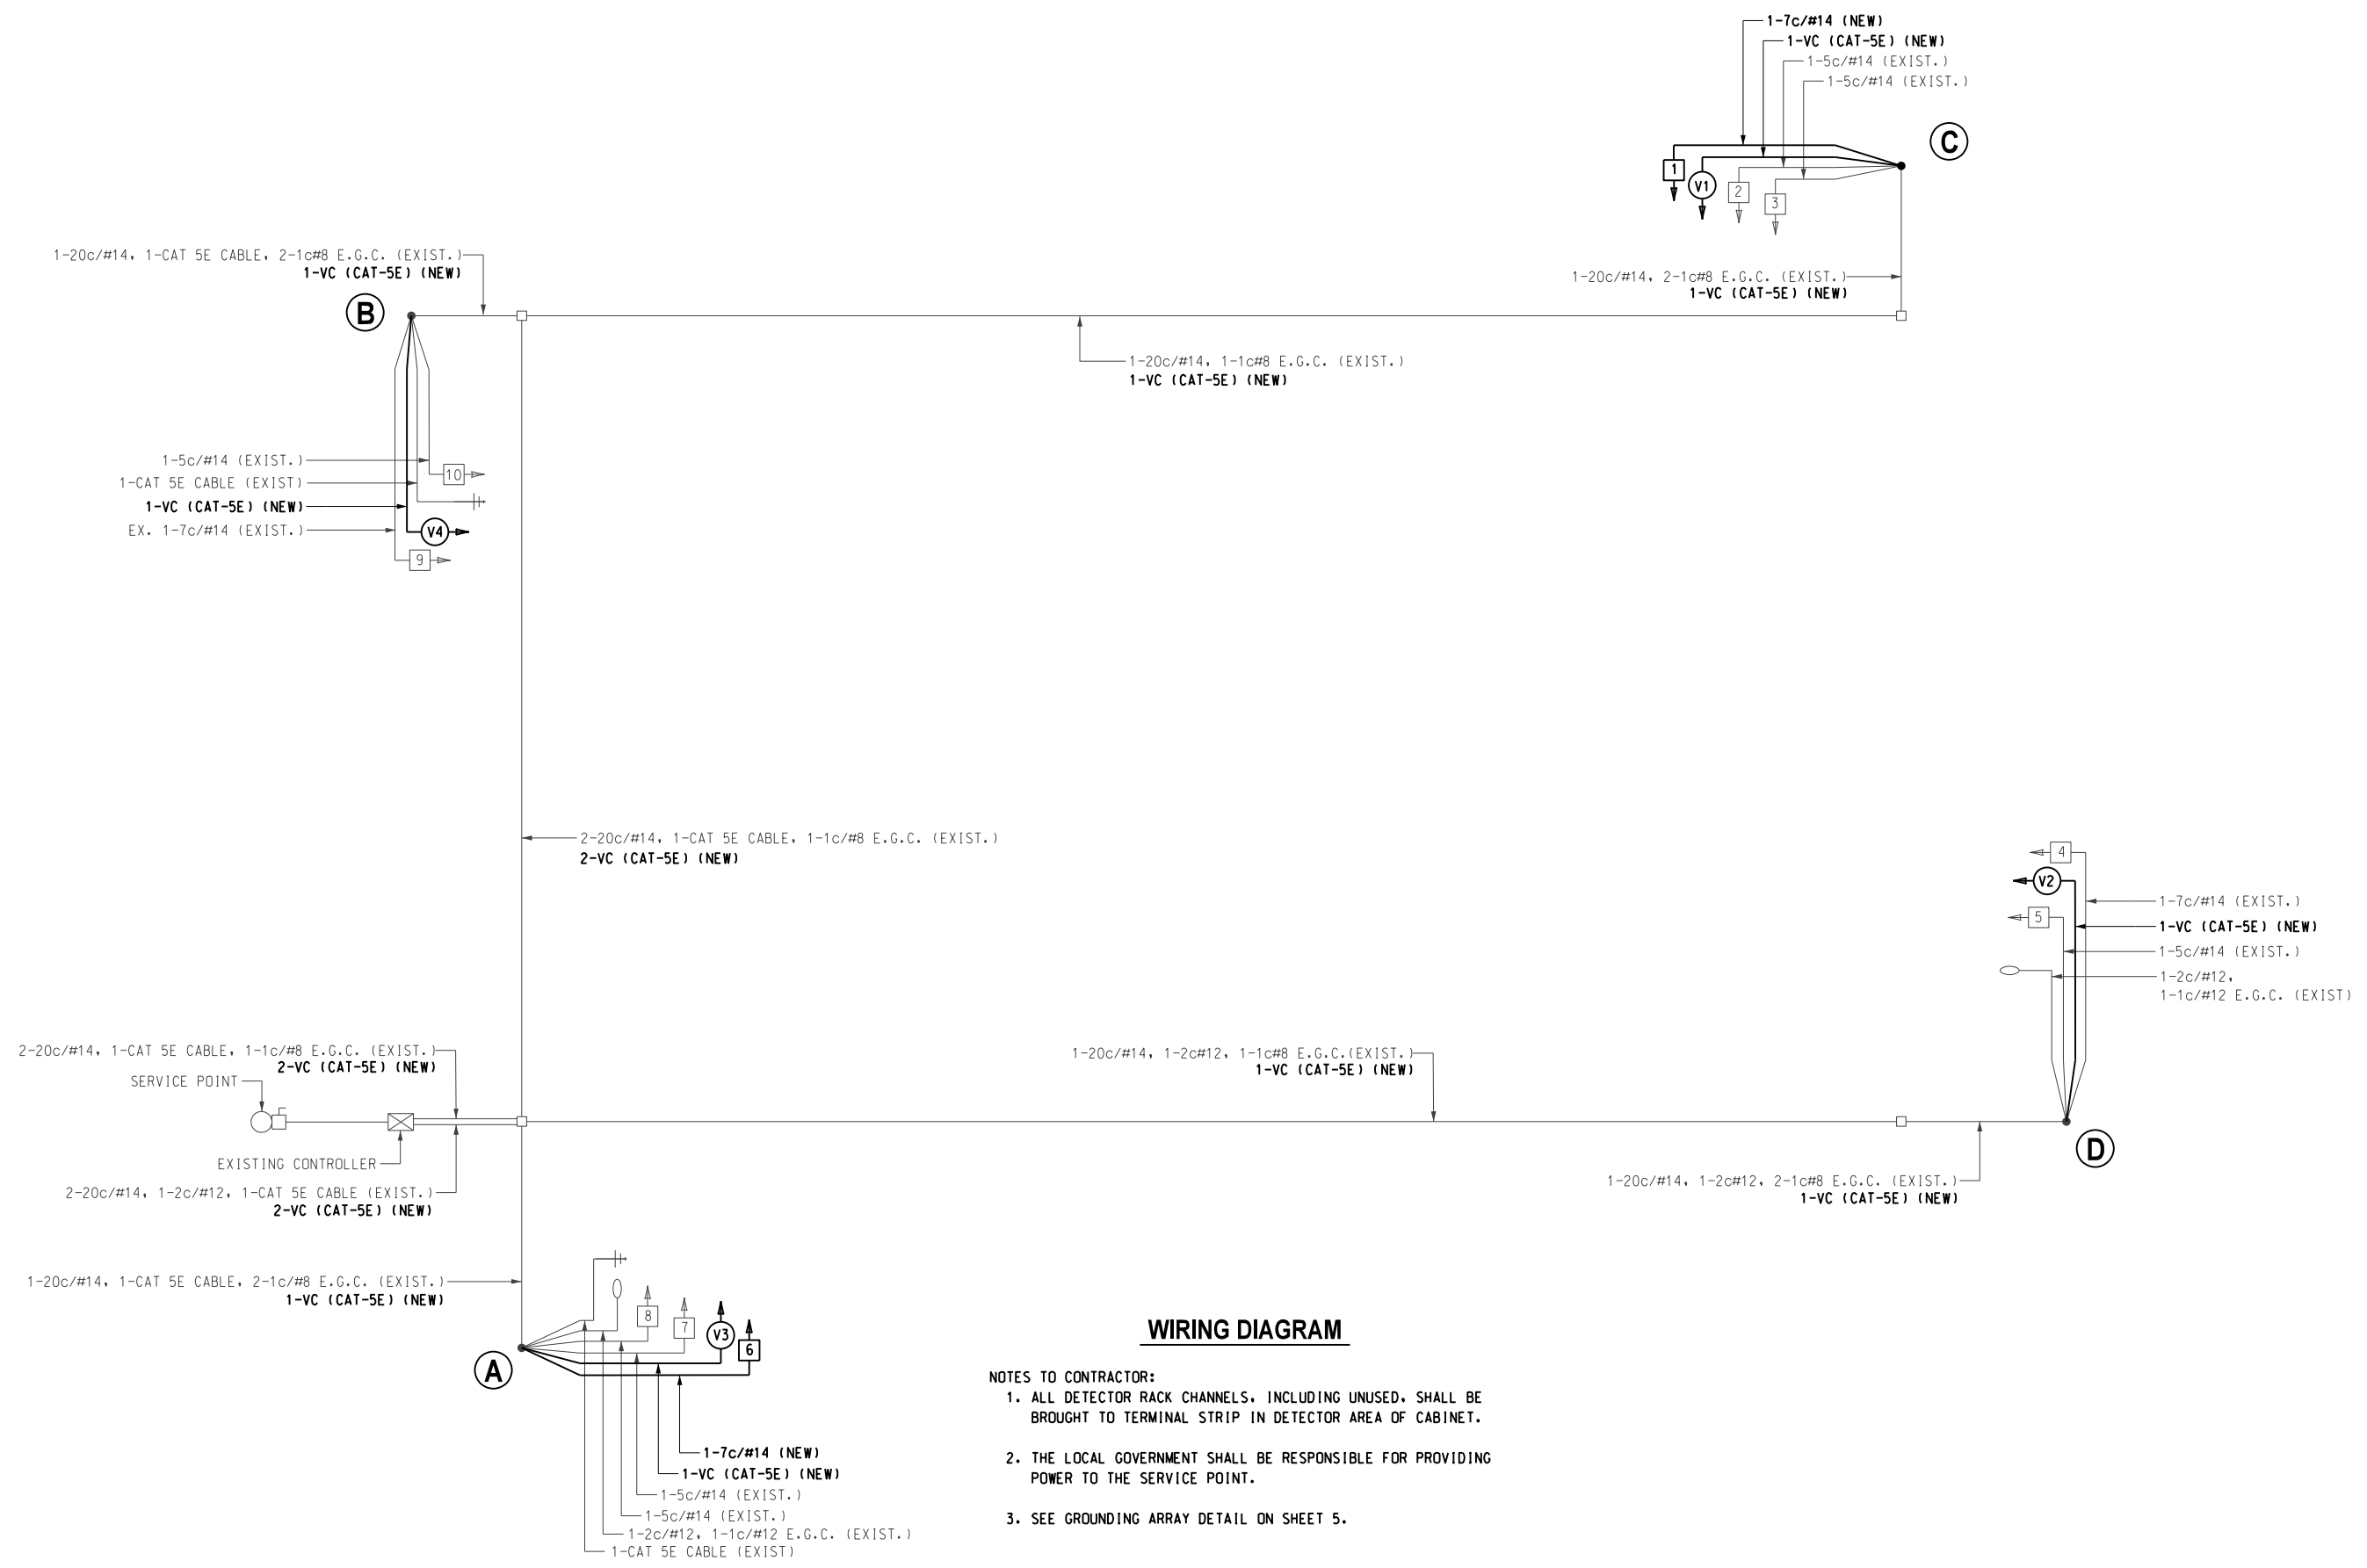 1-7c/#14 (NEW)
1-VC (CAT-5E) (NEW)
1-5c/#14 (EXIST.)
1-5c/#14 (EXIST.)
C
1
V1
2
3
1-20c/#14, 2-1c#8 E.G.C. (EXIST.)
1-VC (CAT-5E) (NEW)
1-20c/#14, 1-CAT 5E CABLE, 2-1c#8 E.G.C. (EXIST.)
1-VC (CAT-5E) (NEW)
B
1-20c/#14, 1-1c#8 E.G.C. (EXIST.)
1-VC (CAT-5E) (NEW)
1-5c/#14 (EXIST.)
10
1-CAT 5E CABLE (EXIST)
1-VC (CAT-5E) (NEW)
EX. 1-7c/#14 (EXIST.)
V4
9
2-20c/#14, 1-CAT 5E CABLE, 1-1c/#8 E.G.C. (EXIST.)
2-VC (CAT-5E) (NEW)
4
V2
5
1-7c/#14 (EXIST.)
1-VC (CAT-5E) (NEW)
1-5c/#14 (EXIST.)
1-2c/#12,
1-1c/#12 E.G.C. (EXIST)
2-20c/#14, 1-CAT 5E CABLE, 1-1c/#8 E.G.C. (EXIST.)
2-VC (CAT-5E) (NEW)
SERVICE POINT
1-20c/#14, 1-2c#12, 1-1c#8 E.G.C.(EXIST.)
1-VC (CAT-5E) (NEW)
D
EXISTING CONTROLLER
2-20c/#14, 1-2c/#12, 1-CAT 5E CABLE (EXIST.)
2-VC (CAT-5E) (NEW)
1-20c/#14, 1-2c#12, 2-1c#8 E.G.C. (EXIST.)
1-VC (CAT-5E) (NEW)
1-20c/#14, 1-CAT 5E CABLE, 2-1c/#8 E.G.C. (EXIST.)
1-VC (CAT-5E) (NEW)
8
7
V3
6
A
1-7c/#14 (NEW)
1-VC (CAT-5E) (NEW)
1-5c/#14 (EXIST.)
1-5c/#14 (EXIST.)
1-2c/#12, 1-1c/#12 E.G.C. (EXIST.)
1-CAT 5E CABLE (EXIST)
WIRING DIAGRAM
NOTES TO CONTRACTOR:
1. ALL DETECTOR RACK CHANNELS, INCLUDING UNUSED, SHALL BE
BROUGHT TO TERMINAL STRIP IN DETECTOR AREA OF CABINET.
2. THE LOCAL GOVERNMENT SHALL BE RESPONSIBLE FOR PROVIDING
POWER TO THE SERVICE POINT.
3. SEE GROUNDING ARRAY DETAIL ON SHEET 5.